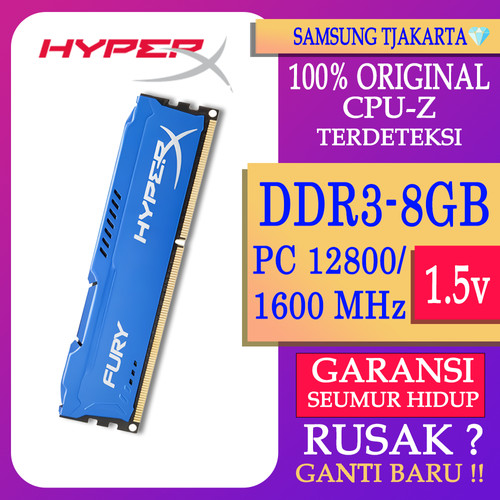 HYPERX
SAMSUNG TJAKARTA
100% ORIGINAL
CPU-Z
TERDETEKSI
HYPERX
FURY
DDR3-8GB
PC 12800/
1600 MHz
1.5v
GARANSI
SEUMUR HIDUP
RUSAK ?
GANTI BARU !!